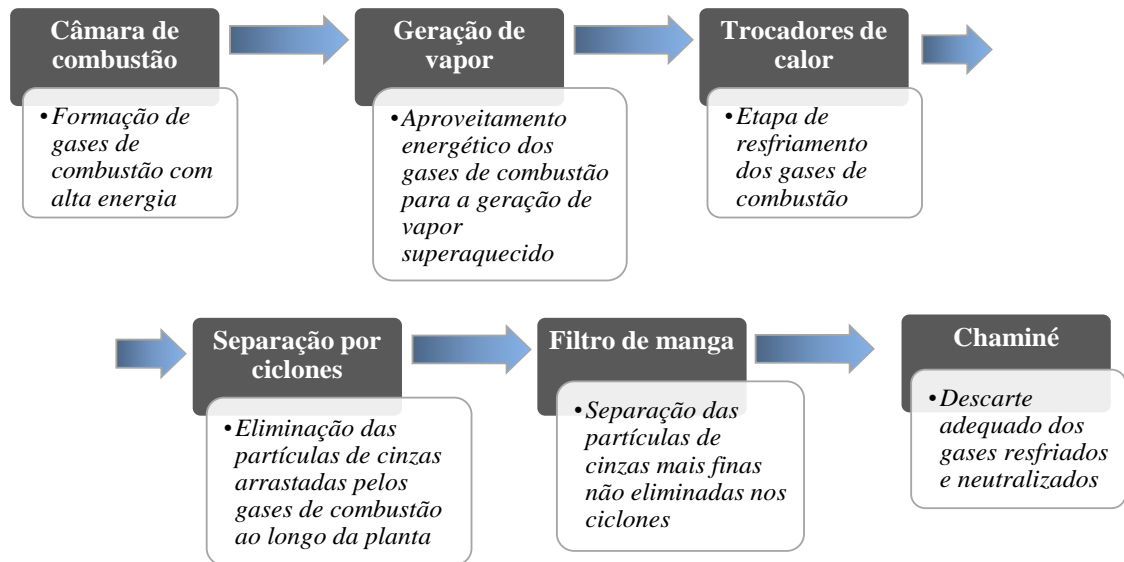 Câmara de
combustão
•Formação de
gases de
combustão com
alta energia
Geração de
vapor
•Aproveitamento
energético dos
gases de combustão
para a geração de
vapor
superaquecido
Trocadores de
calor
•Etapa de
resfriamento
dos gases de
combustão
Separação por
ciclones
•Eliminação das
partículas de cinzas
arrastadas pelos
gases de combustão
ao longo da planta
Filtro de manga
•Separação das
partículas de
cinzas mais finas
não eliminadas nos
ciclones
Chaminé
•Descarte
adequado dos
gases resfriados
e neutralizados